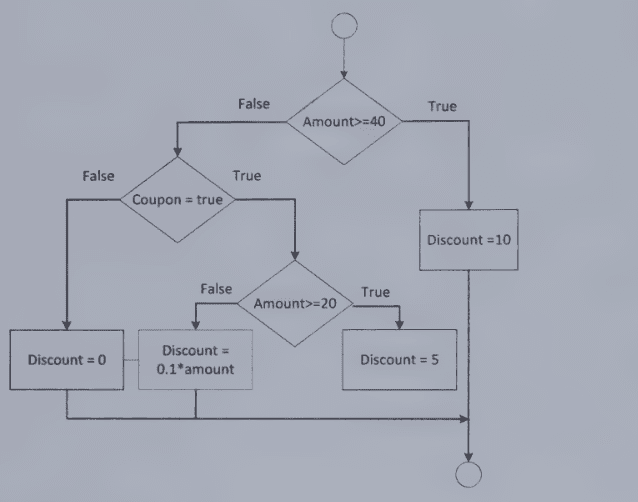 Amount>=40
False
True
Coupon = true
False
True
Discount =10
Amount>=20
False
True
Discount = 0
Discount =
0.1*amount
Discount = 5